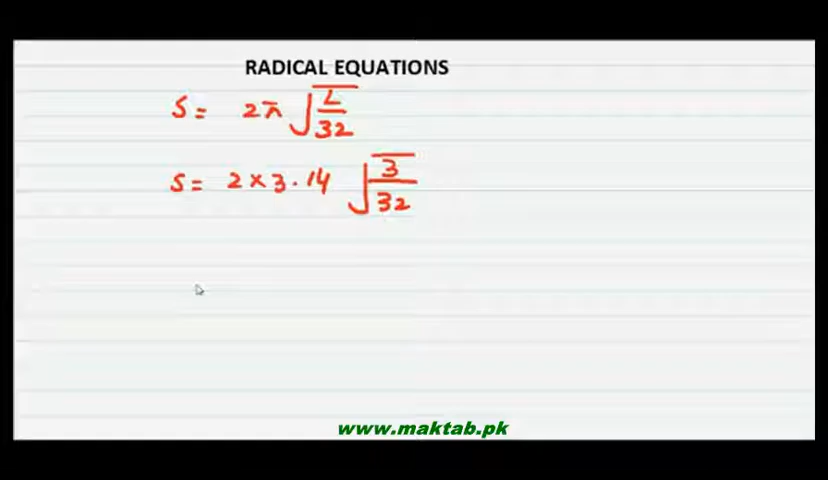 RADICAL EQUATIONS
S = 2π √(L/32)
S = 2 × 3.14 √(3/32)
www.maktab.pk